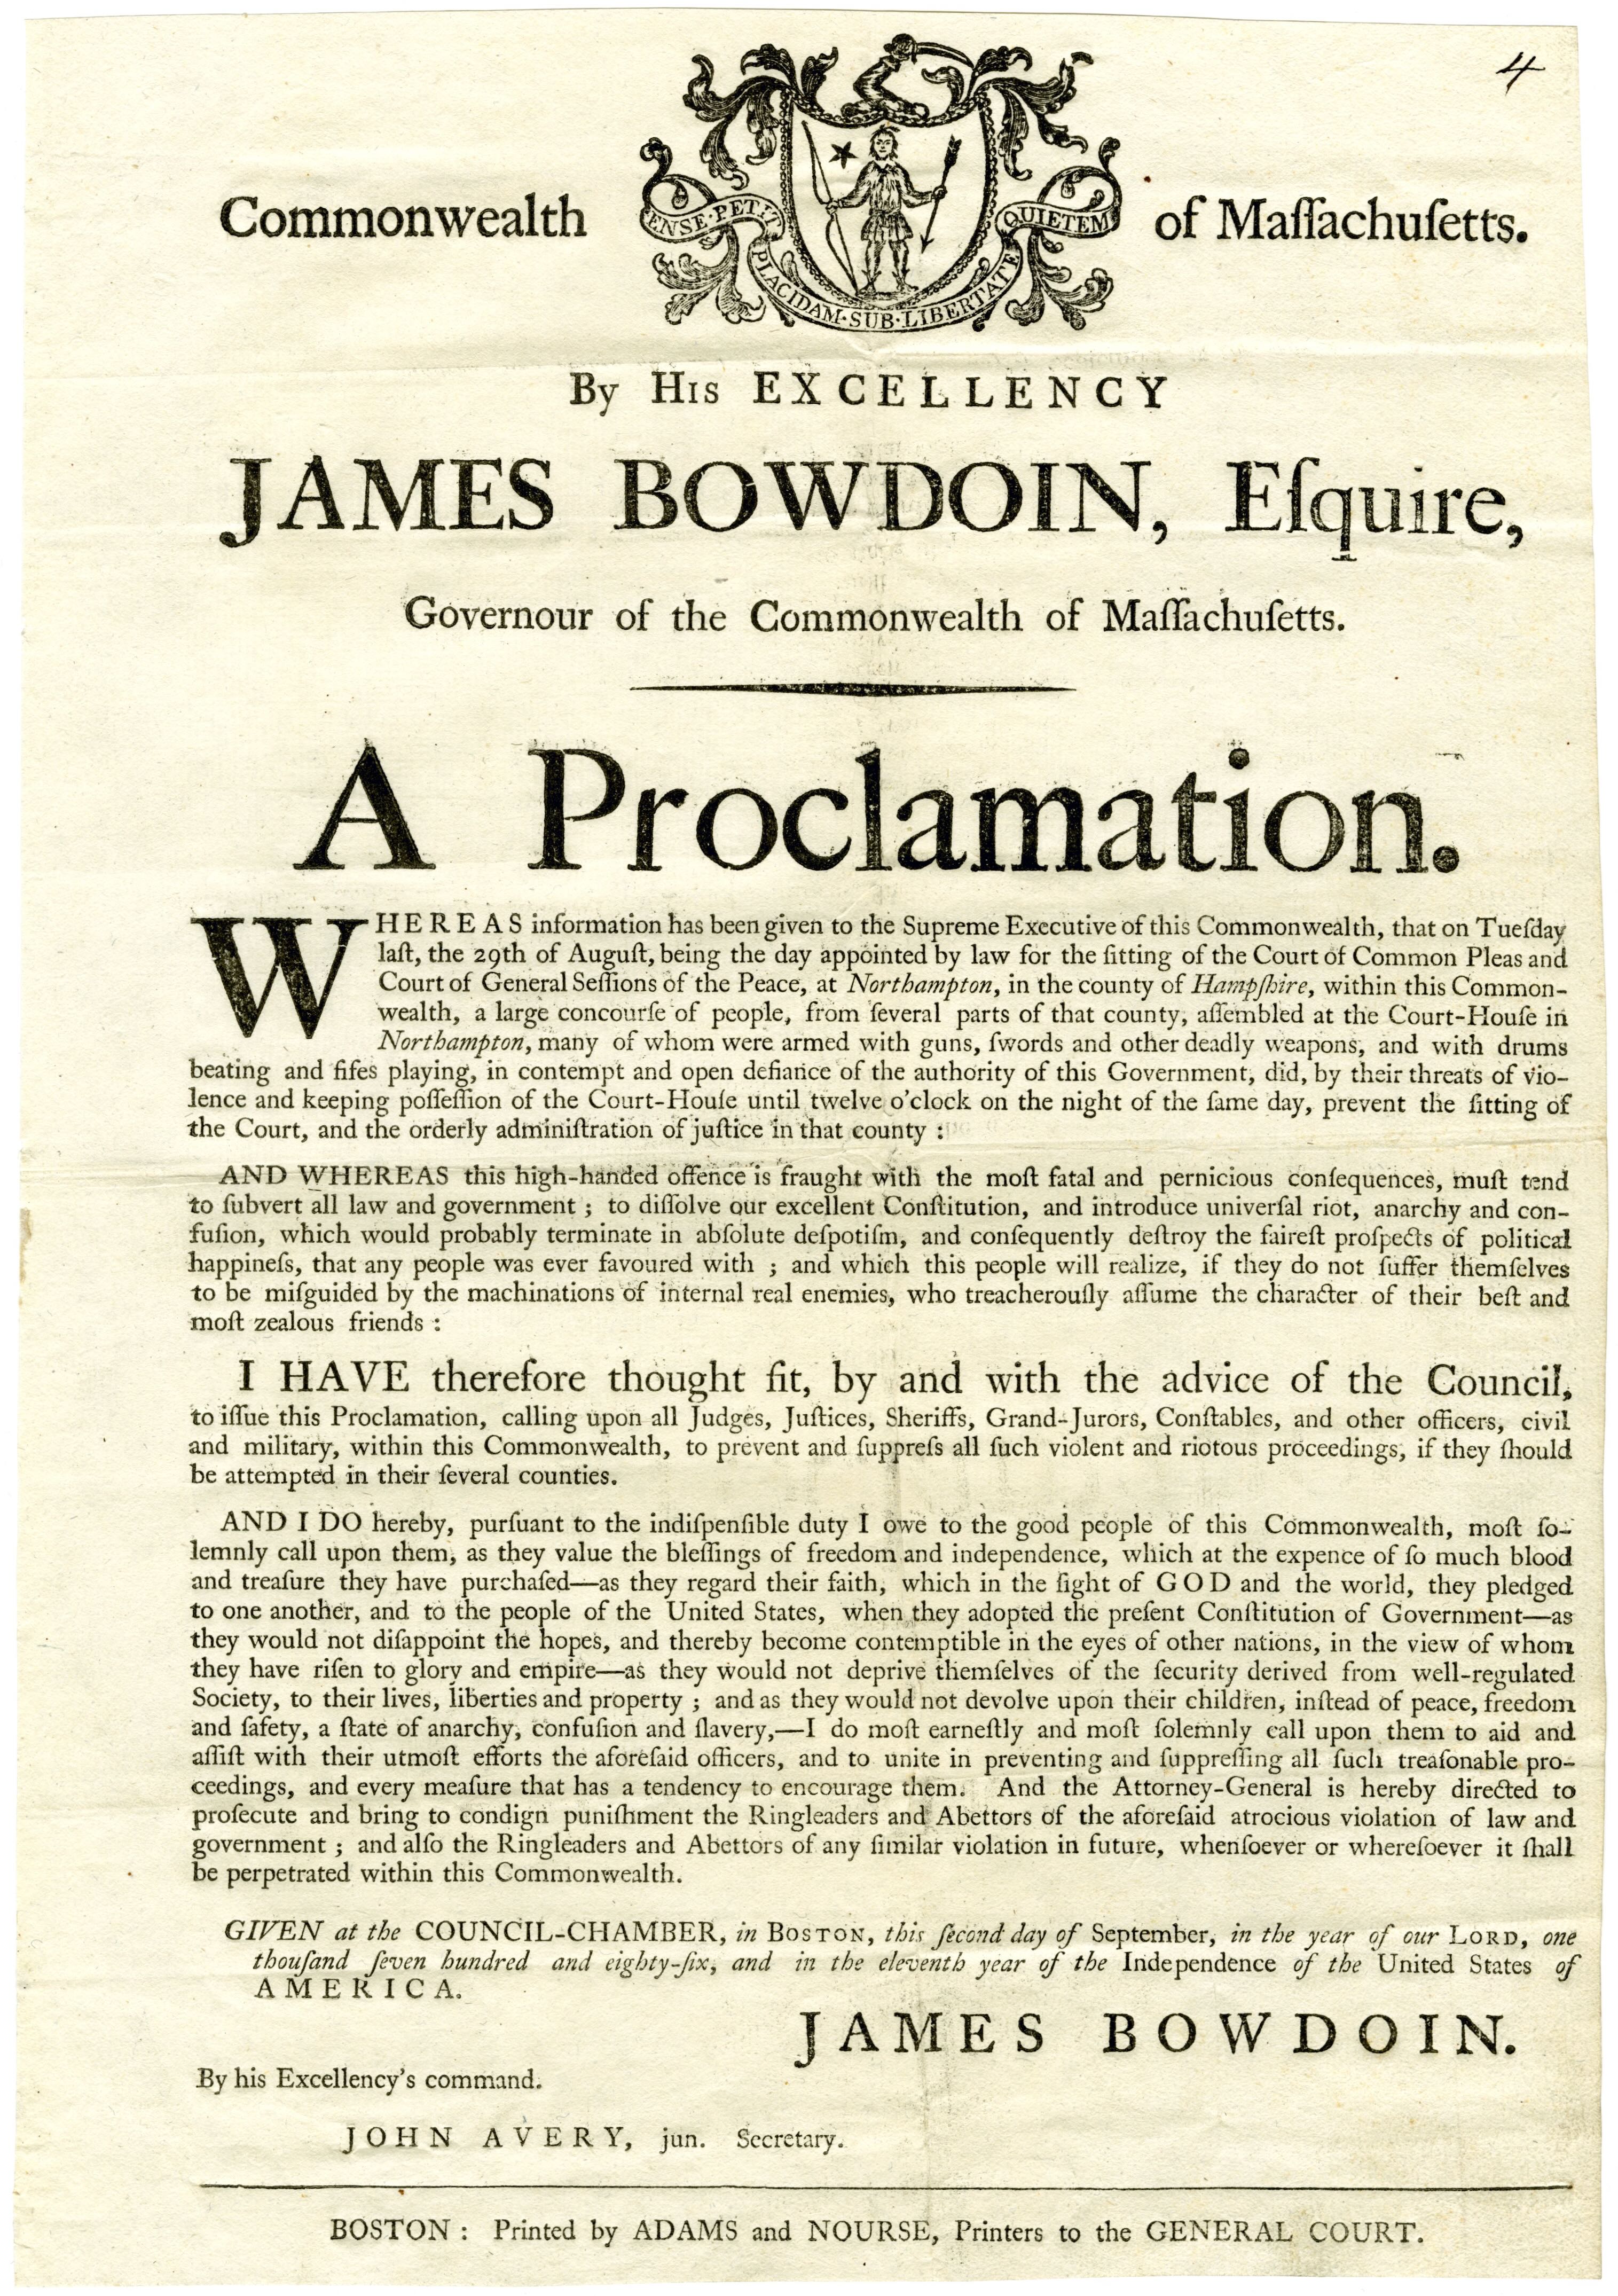 4
Commonwealth of Maſſachuſetts.
ENSE·PETIT
PLACIDAM·SUB·LIBERTATE
QUIETEM
By His EXCELLENCY
JAMES BOWDOIN, Eſquire,
Governour of the Commonwealth of Maſſachuſetts.
A Proclamation.
WHEREAS information has been given to the Supreme Executive of this Commonwealth, that on Tueſday
laſt, the 29th of Auguſt, being the day appointed by law for the ſitting of the Court of Common Pleas and
Court of General Seſſions of the Peace, at Northampton, in the county of Hampſhire, within this Common-
wealth, a large concourſe of people, from ſeveral parts of that county, aſſembled at the Court-Houſe in
Northampton, many of whom were armed with guns, ſwords and other deadly weapons, and with drums
beating and fifes playing, in contempt and open defiance of the authority of this Government, did, by their threats of vio-
lence and keeping poſſeſſion of the Court-Houſe until twelve o'clock on the night of the ſame day, prevent the ſitting of
the Court, and the orderly adminiſtration of juſtice in that county :
AND WHEREAS this high-handed offence is fraught with the moſt fatal and pernicious conſequences, muſt tend
to ſubvert all law and government ; to diſſolve our excellent Conſtitution, and introduce univerſal riot, anarchy and con-
fuſion, which would probably terminate in abſolute deſpotiſm, and conſequently deſtroy the faireſt proſpects of political
happineſs, that any people was ever favoured with ; and which this people will realize, if they do not ſuffer themſelves
to be miſguided by the machinations of internal real enemies, who treacherouſly aſſume the character of their beſt and
moſt zealous friends :
I HAVE therefore thought fit, by and with the advice of the Council,
to iſſue this Proclamation, calling upon all Judges, Juſtices, Sheriffs, Grand-Jurors, Conſtables, and other officers, civil
and military, within this Commonwealth, to prevent and ſuppreſs all ſuch violent and riotous proceedings, if they ſhould
be attempted in their ſeveral counties.
AND I DO hereby, purſuant to the indiſpenſible duty I owe to the good people of this Commonwealth, moſt ſo-
lemnly call upon them, as they value the bleſſings of freedom and independence, which at the expence of ſo much blood
and treaſure they have purchaſed—as they regard their faith, which in the ſight of GOD and the world, they pledged
to one another, and to the people of the United States, when they adopted the preſent Conſtitution of Government—as
they would not diſappoint the hopes, and thereby become contemptible in the eyes of other nations, in the view of whom
they have riſen to glory and empire—as they would not deprive themſelves of the ſecurity derived from well-regulated
Society, to their lives, liberties and property ; and as they would not devolve upon their children, inſtead of peace, freedom
and ſafety, a ſtate of anarchy, confuſion and ſlavery,—I do moſt earneſtly and moſt ſolemnly call upon them to aid and
aſſiſt with their utmoſt efforts the aforeſaid officers, and to unite in preventing and ſuppreſſing all ſuch treaſonable pro-
ceedings, and every meaſure that has a tendency to encourage them. And the Attorney-General is hereby directed to
proſecute and bring to condign puniſhment the Ringleaders and Abettors of the aforeſaid atrocious violation of law and
government ; and alſo the Ringleaders and Abettors of any ſimilar violation in future, whenſoever or whereſoever it ſhall
be perpetrated within this Commonwealth.
GIVEN at the COUNCIL-CHAMBER, in BOSTON, this ſecond day of September, in the year of our LORD, one
thouſand ſeven hundred and eighty-ſix, and in the eleventh year of the Independence of the United States of
AMERICA.
JAMES BOWDOIN.
By his Excellency's command.
JOHN AVERY, jun. Secretary.
BOSTON : Printed by ADAMS and NOURSE, Printers to the GENERAL COURT.